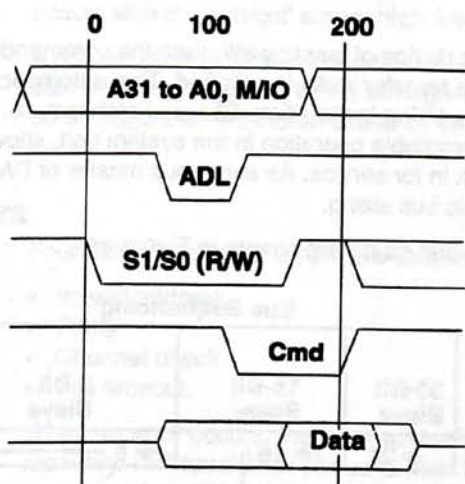 0 100 200
A31 to A0, M/IO
ADL
S1/S0 (R/W)
Cmd
Data